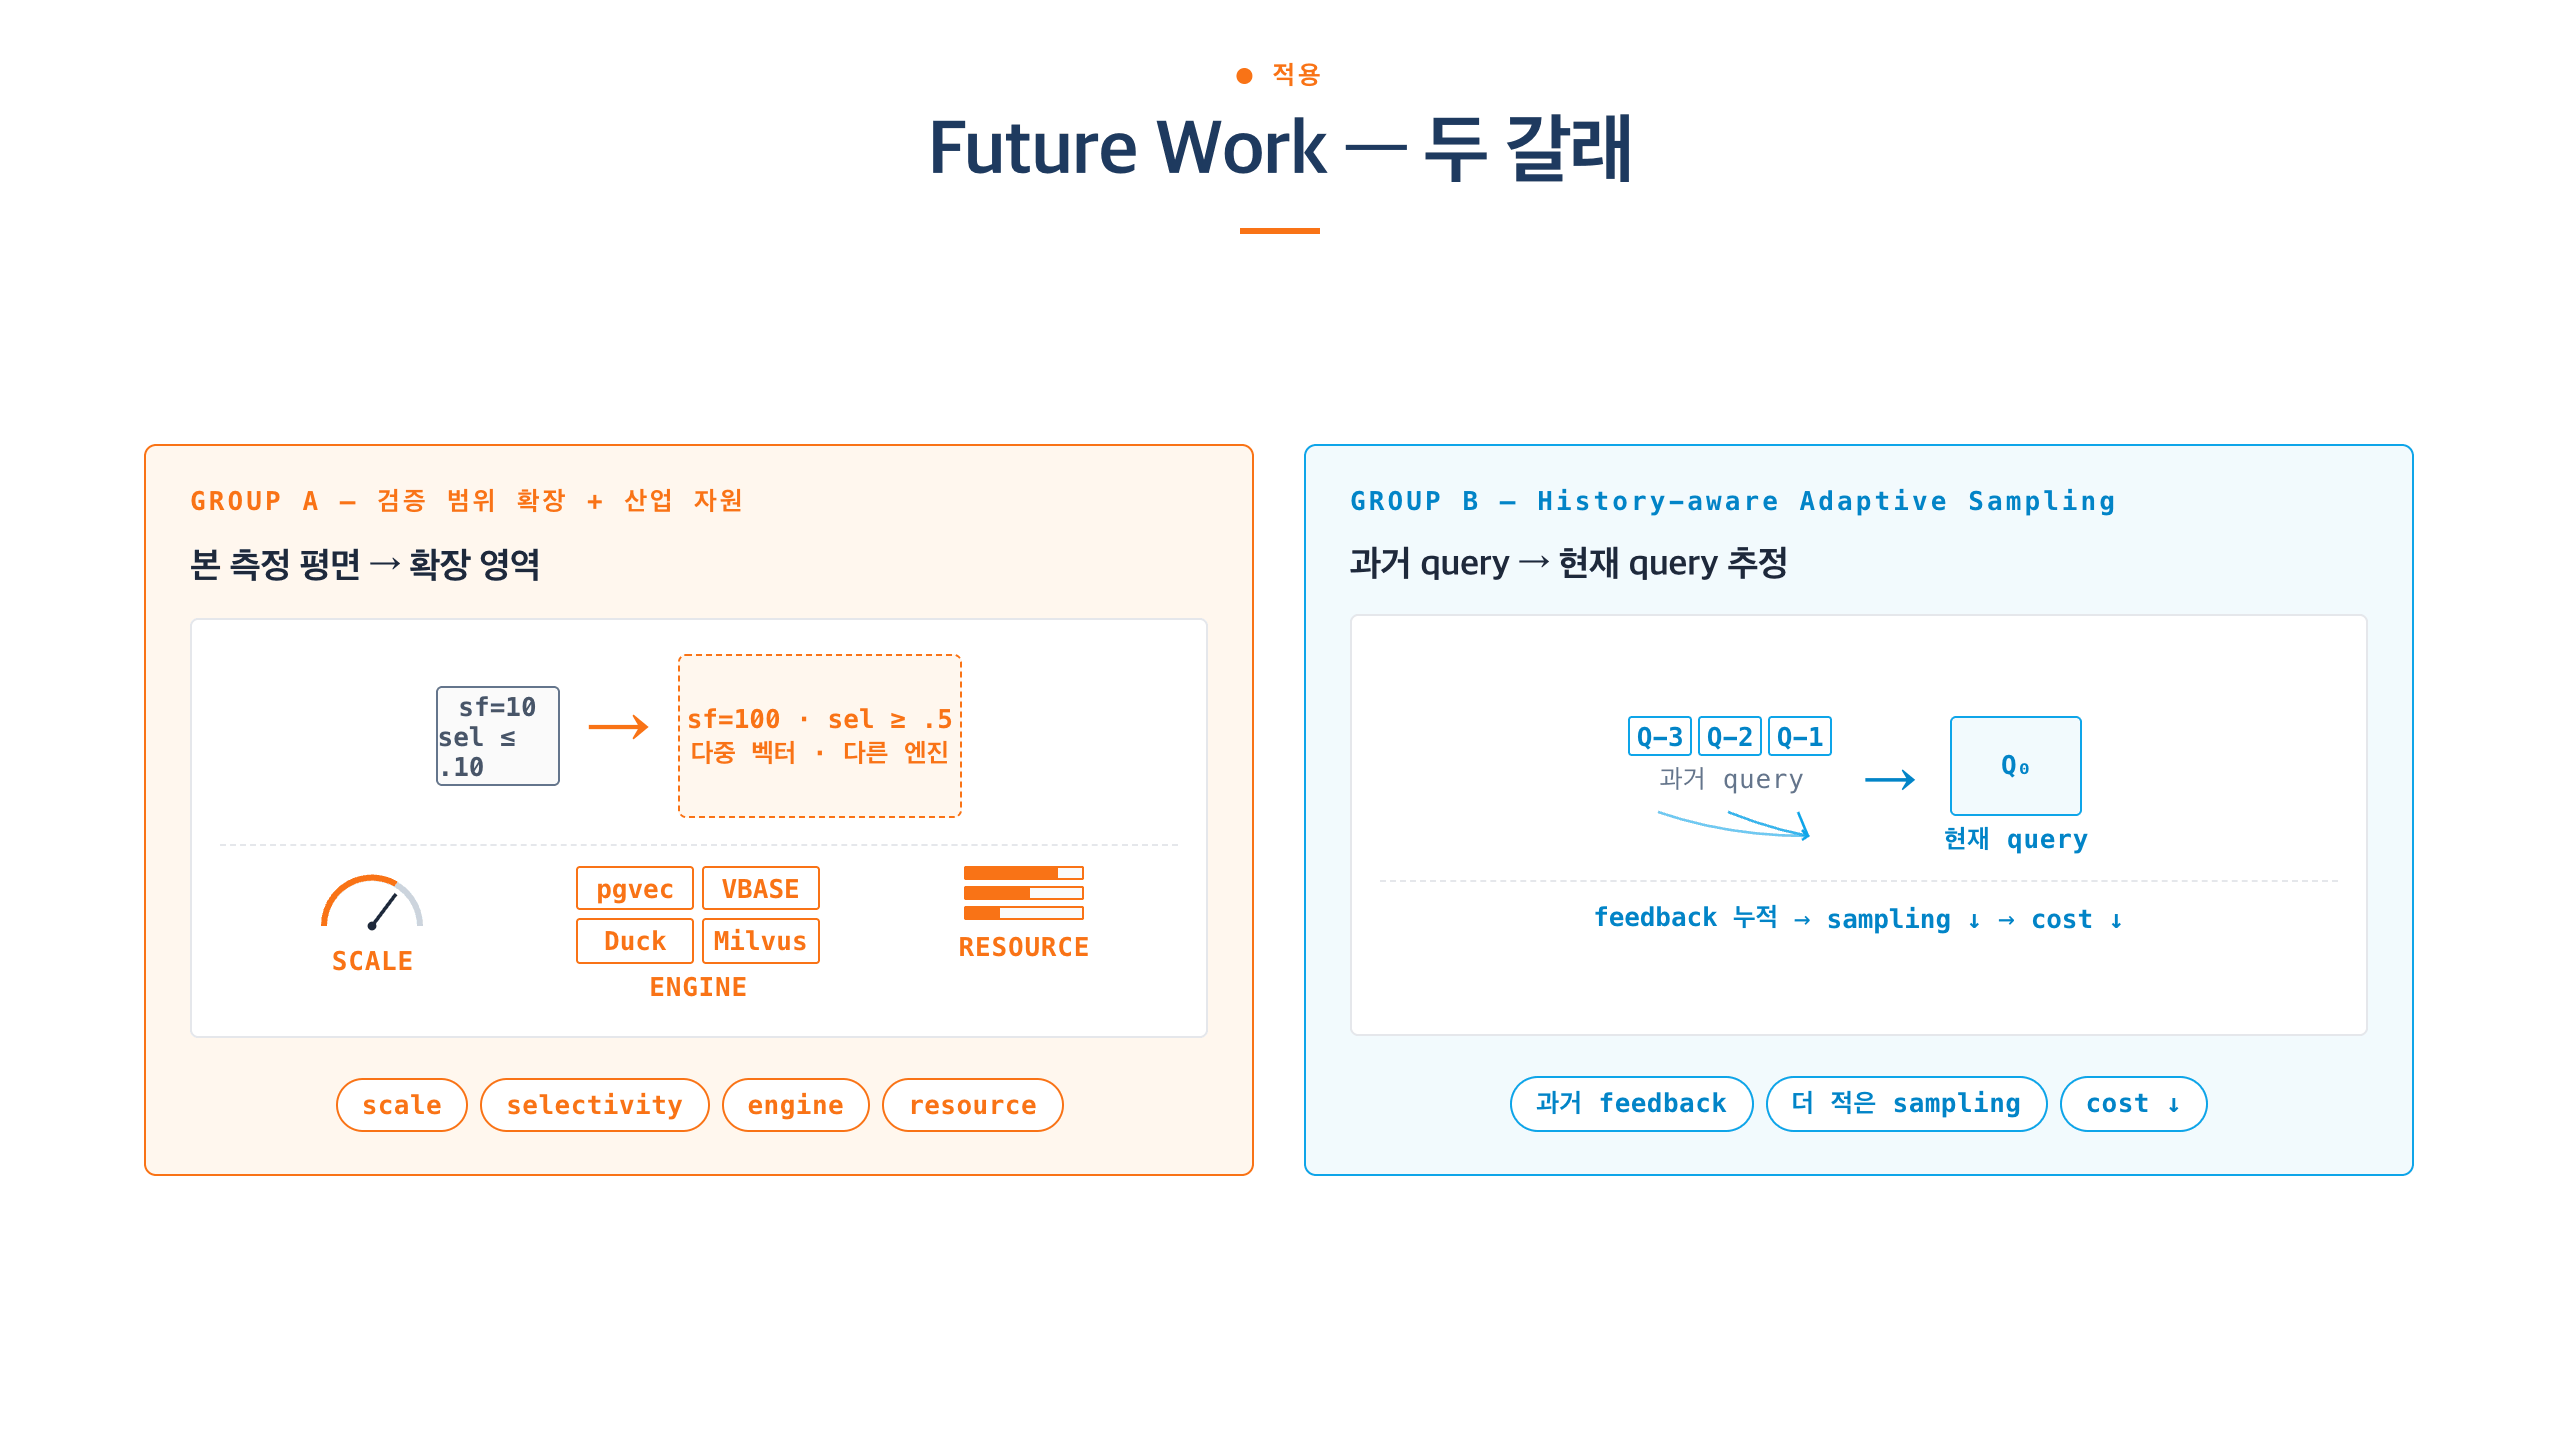 적용
Future Work — 두 갈래
GROUP A — 검증 범위 확장 + 산업 자원
본 측정 평면 → 확장 영역
sf=10
sel ≤
.10
→
sf=100 · sel ≥ .5
다중 벡터 · 다른 엔진
SCALE
pgvec
VBASE
Duck
Milvus
ENGINE
RESOURCE
scale
selectivity
engine
resource
GROUP B — History-aware Adaptive Sampling
과거 query → 현재 query 추정
Q-3
Q-2
Q-1
과거 query
→
Q₀
현재 query
feedback 누적 → sampling ↓ → cost ↓
과거 feedback
더 적은 sampling
cost ↓